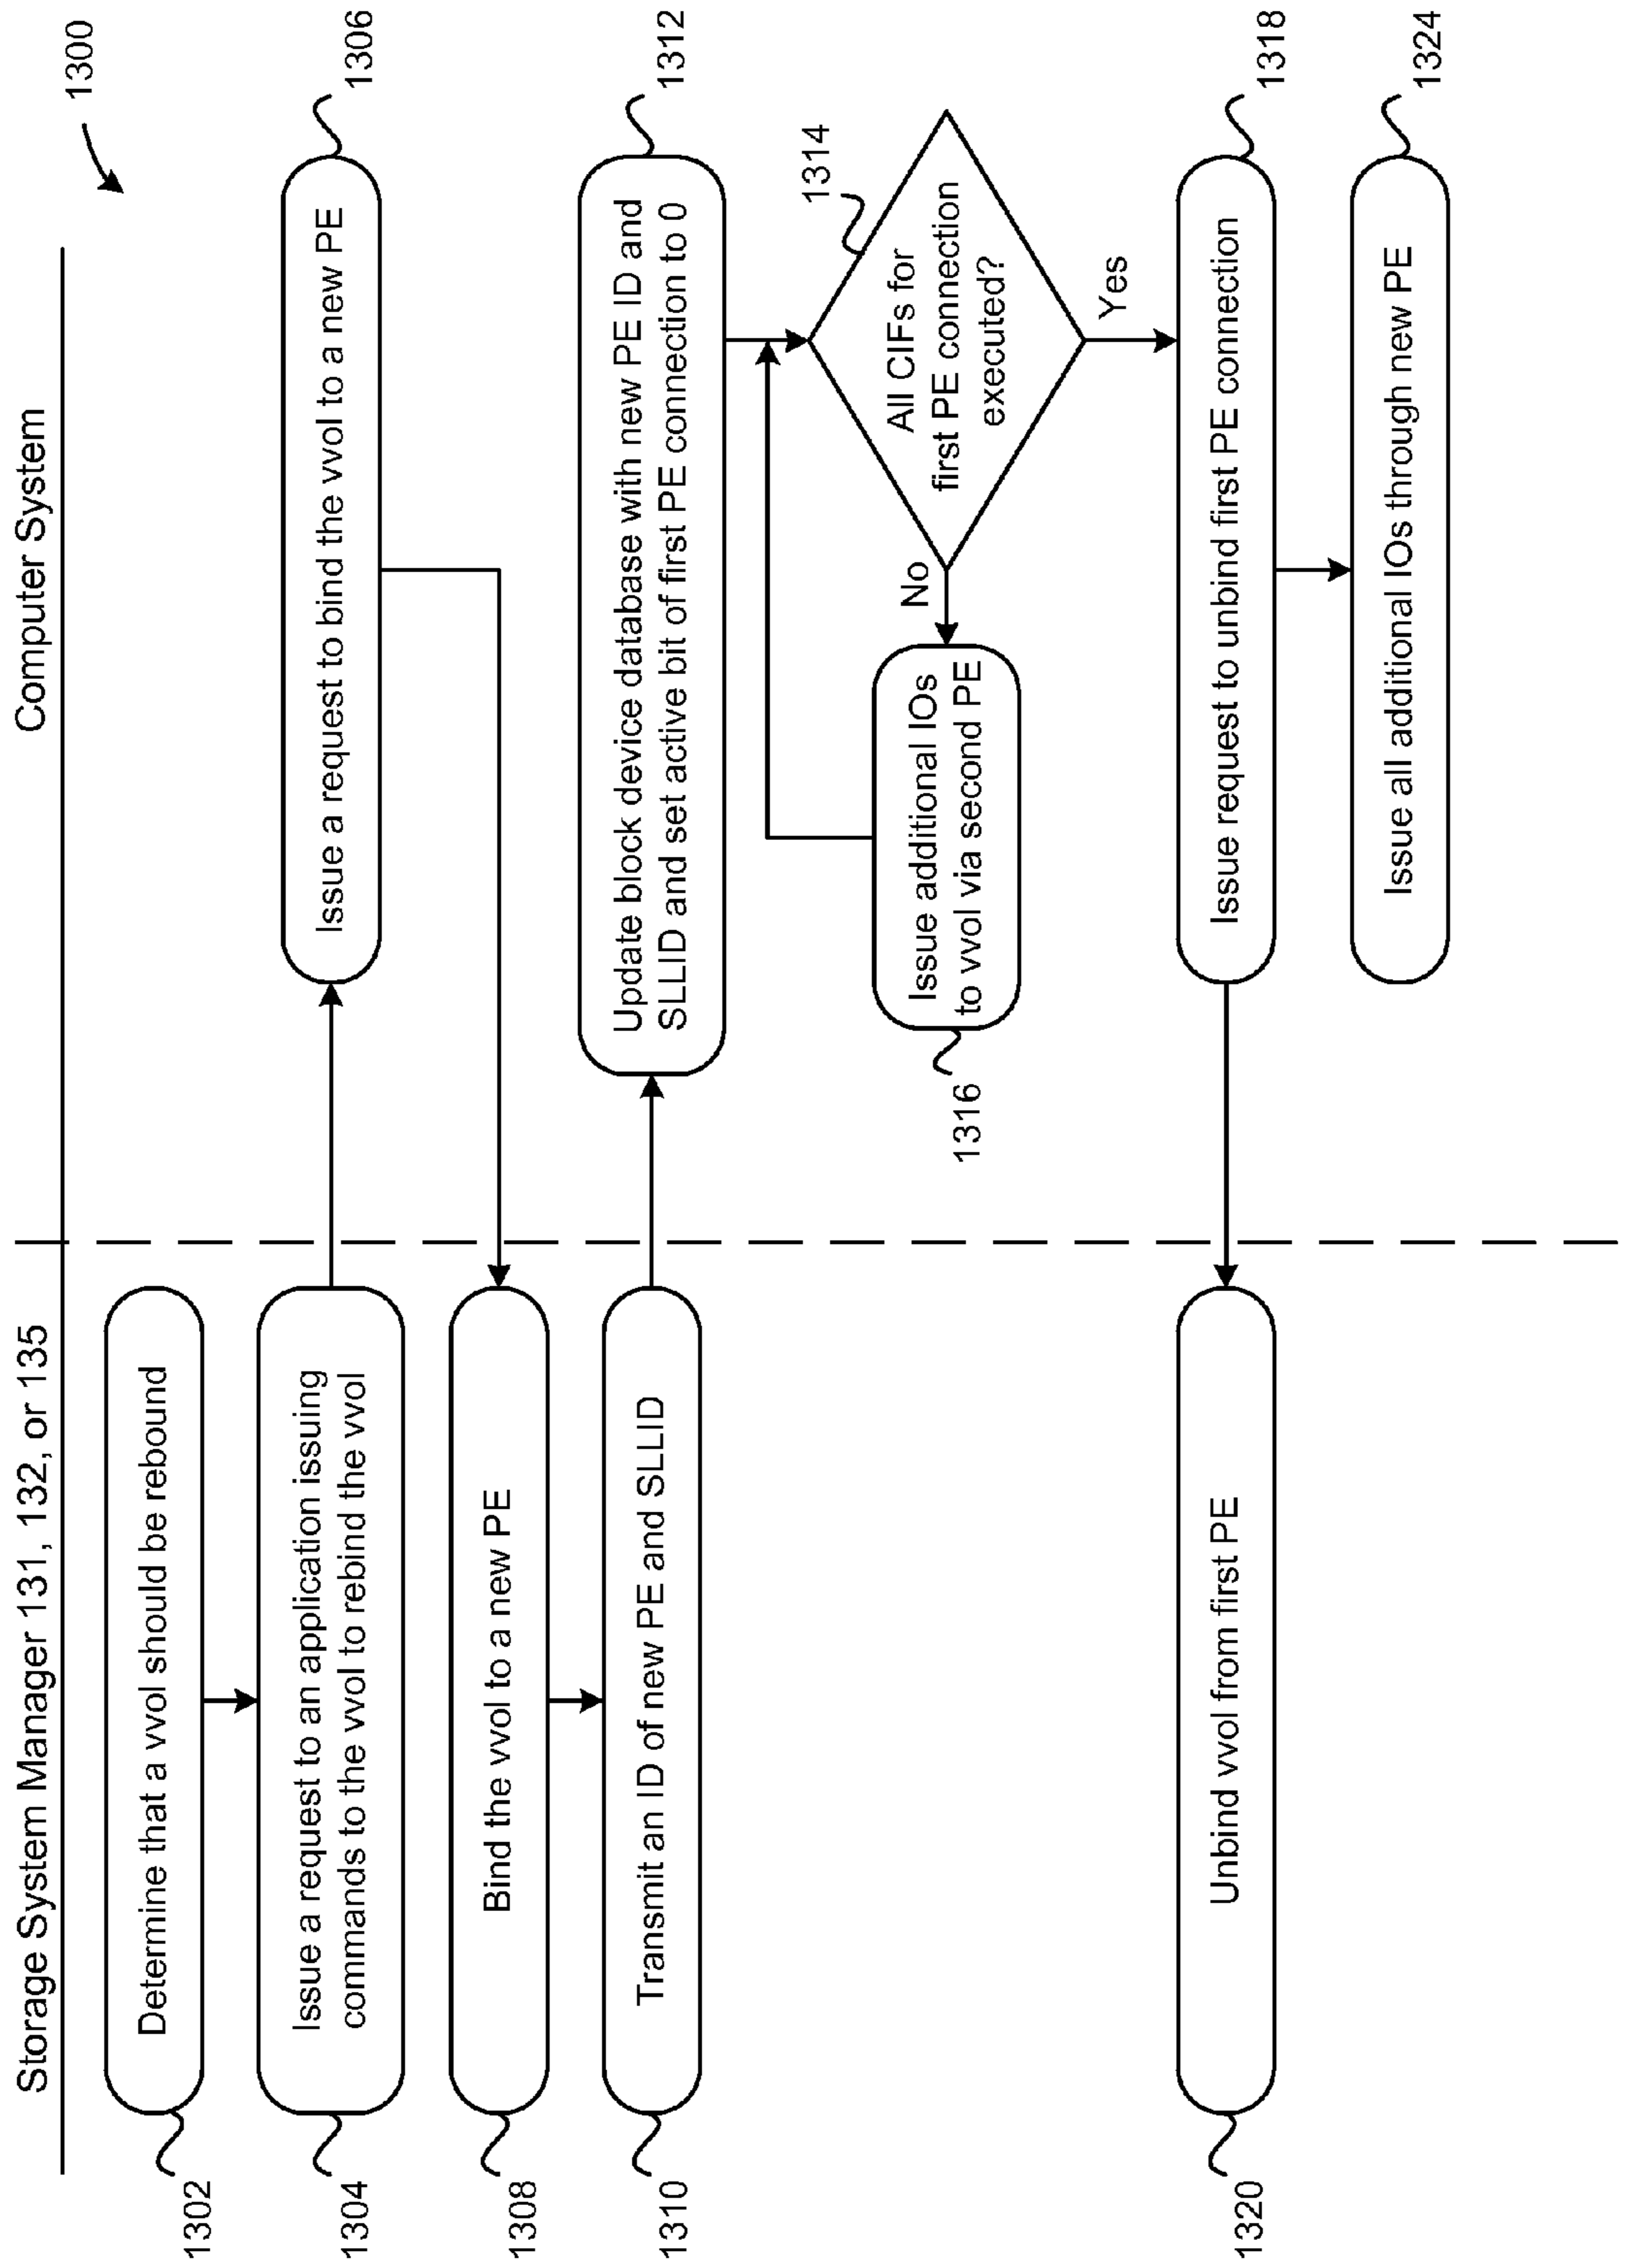 1300
Storage System Manager 131, 132, or 135
Computer System
1302
Determine that a vvol should be rebound
1304
Issue a request to an application issuing
commands to the vvol to rebind the vvol
Issue a request to bind the vvol to a new PE
1306
1308
Bind the vvol to a new PE
1310
Transmit an ID of new PE and SLLID
Update block device database with new PE ID and
SLLID and set active bit of first PE connection to 0
1312
1314
All CIFs for
first PE connection
executed?
No
Yes
Issue additional IOs
to vvol via second PE
1316
Issue request to unbind first PE connection
1318
1320
Unbind vvol from first PE
Issue all additional IOs through new PE
1324